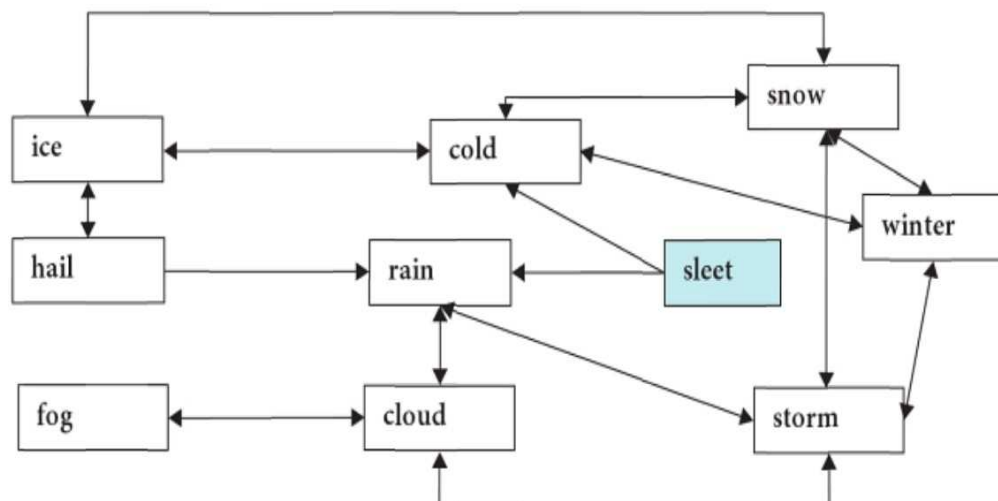 snow
ice
cold
winter
hail
rain
sleet
fog
cloud
storm